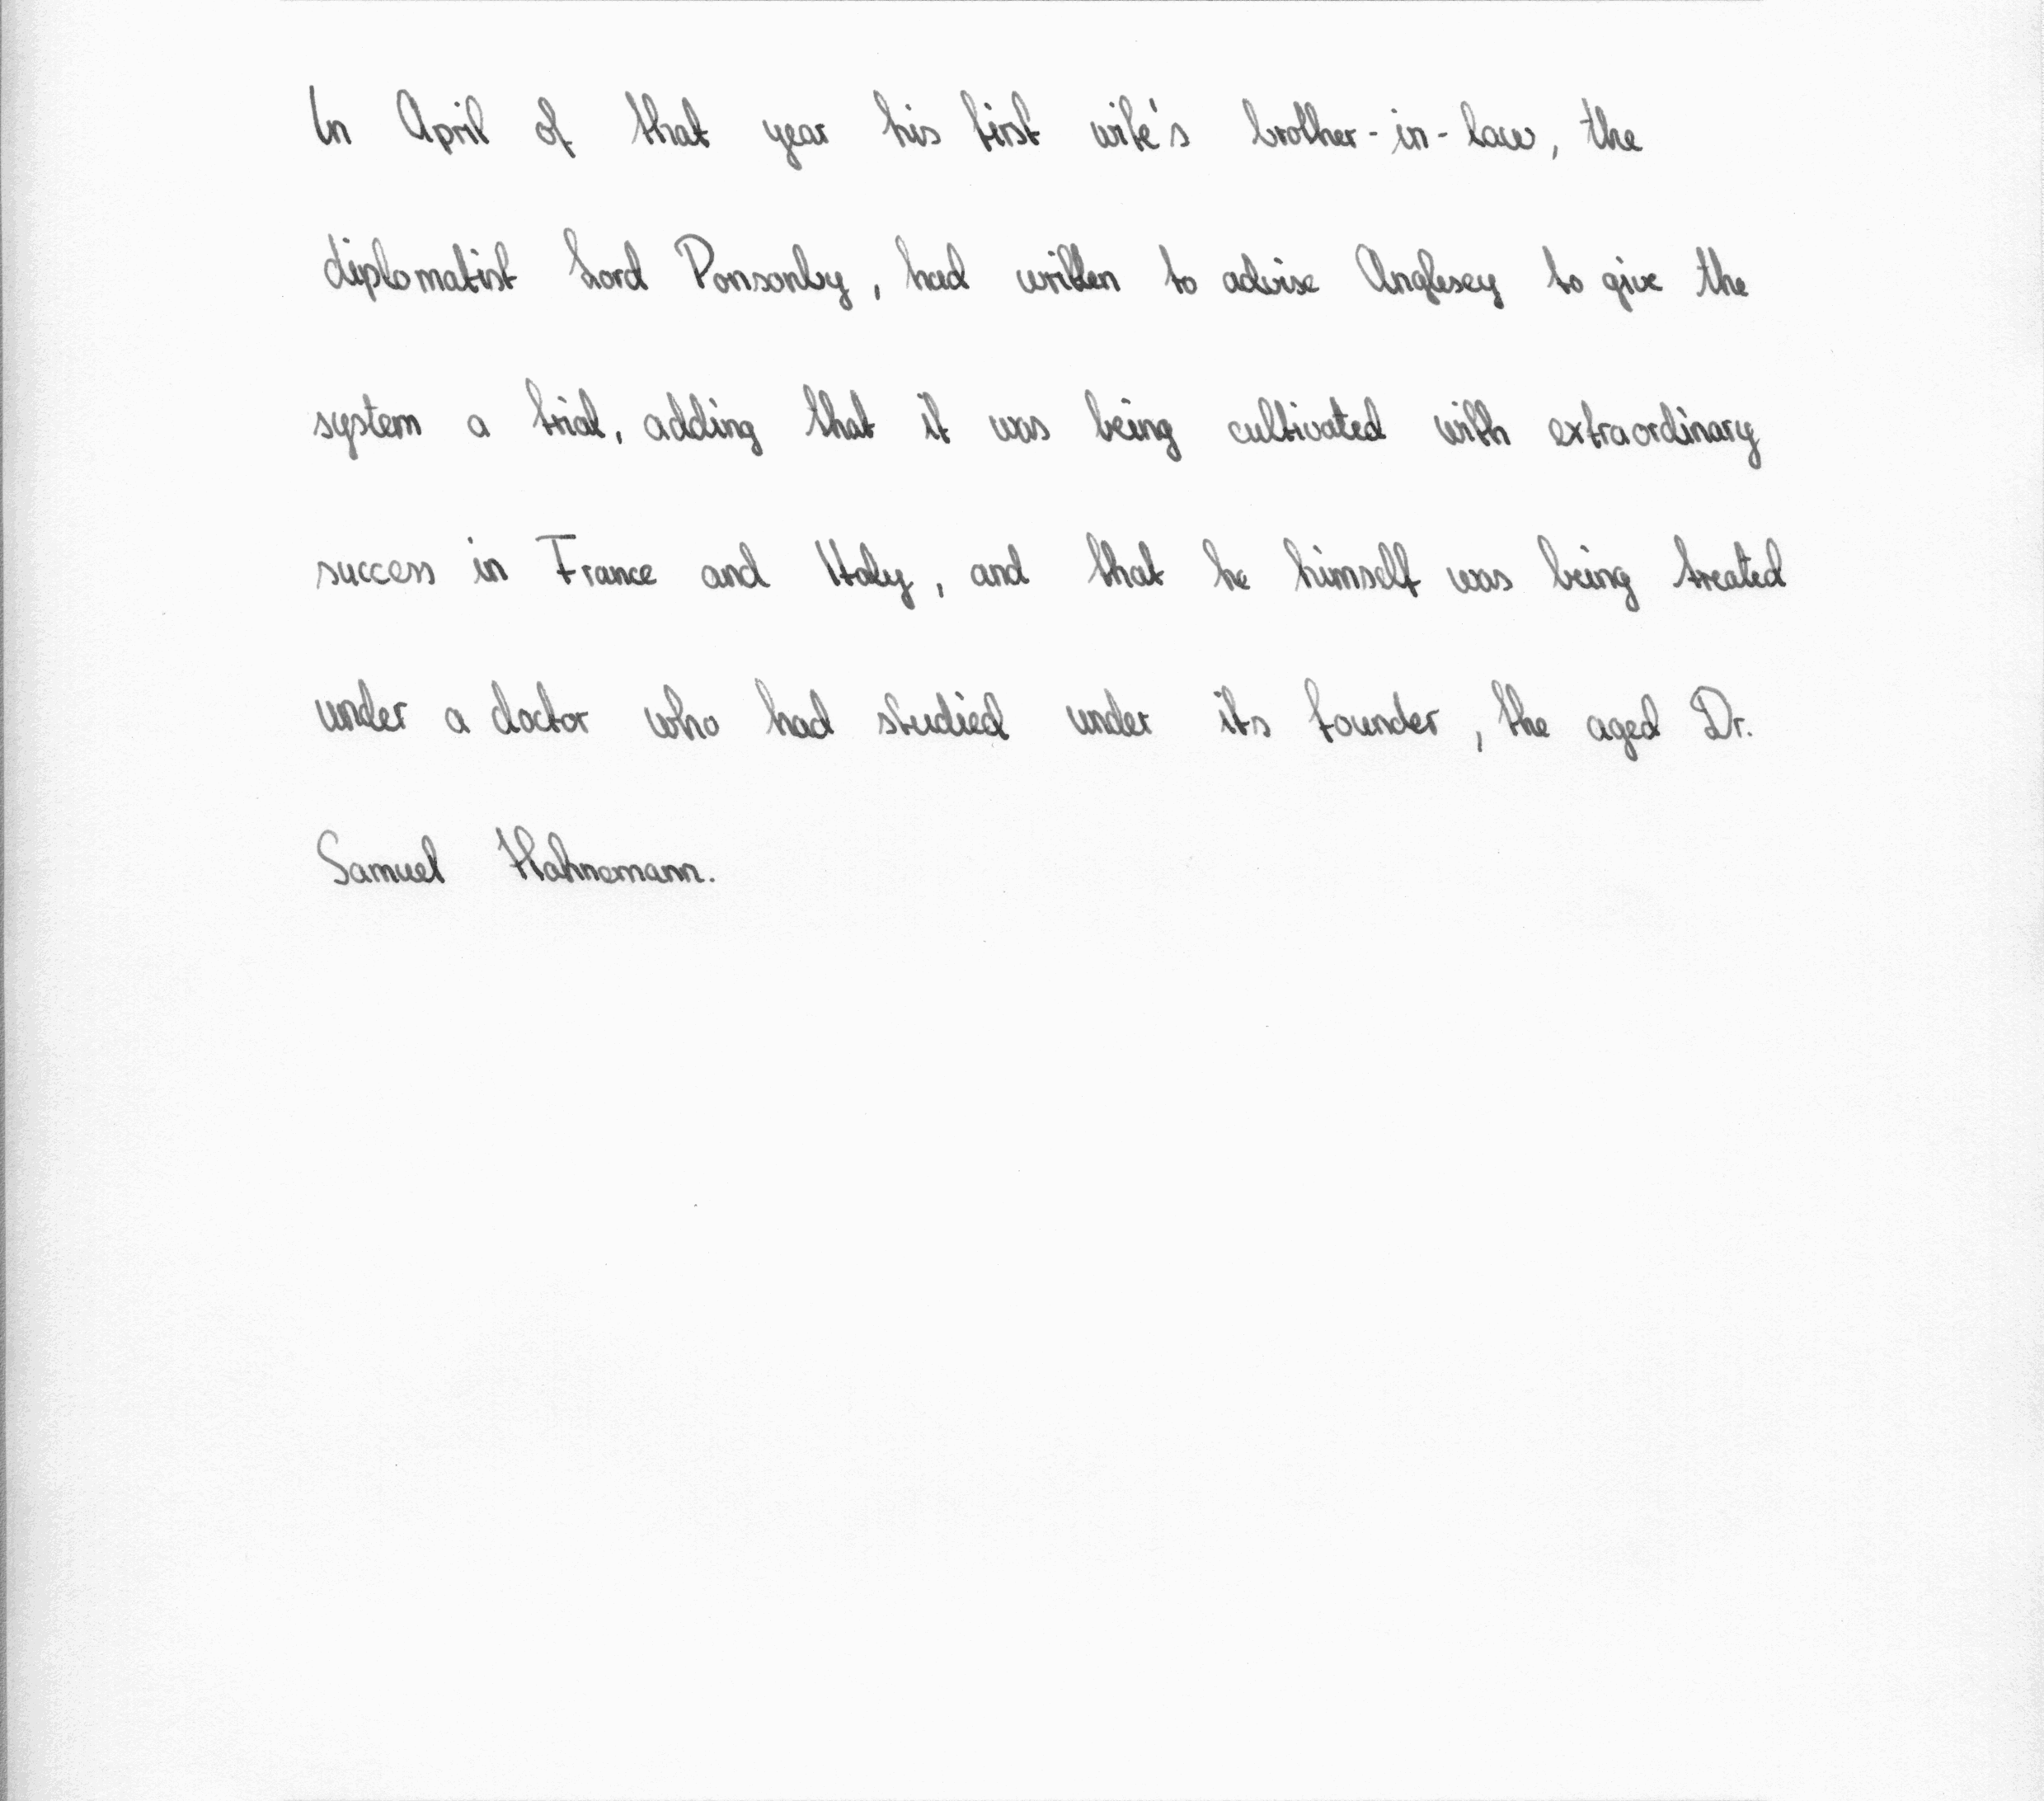 In April of that year his first wife's brother-in-law, the
diplomatist Lord Ponsonby, had written to advise Anglesey to give the
system a trial, adding that it was being cultivated with extraordinary
success in France and Italy, and that he himself was being treated
under a doctor who had studied under its founder, the aged Dr.
Samuel Hahnemann.